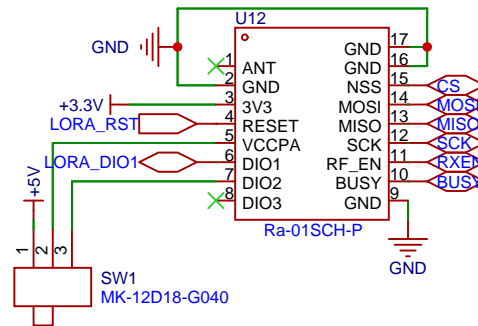 U12
GND
1 ANT
2 GND
3 3V3
4 RESET
5 VCCPA
6 DIO1
7 DIO2
8 DIO3
GND 17
GND 16
NSS 15 CS
MOSI 14 MOSI
MISO 13 MISO
SCK 12 SCK
RF_EN 11 RXEN
BUSY 10 BUSY
GND 9
+3.3V
LORA_RST
LORA_DIO1
Ra-01SCH-P
GND
+5V
1 2 3
SW1
MK-12D18-G040